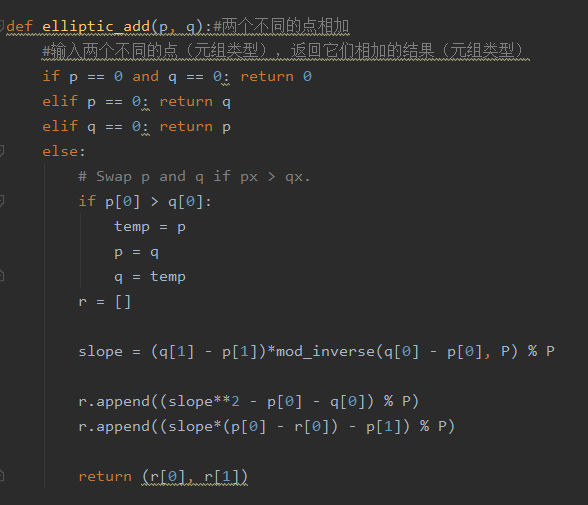 def elliptic_add(p, q):#两个不同的点相加
#输入两个不同的点（元组类型），返回它们相加的结果（元组类型）
if p == 0 and q == 0: return 0
elif p == 0: return q
elif q == 0: return p
else:
# Swap p and q if px > qx.
if p[0] > q[0]:
temp = p
p = q
q = temp
r = []
slope = (q[1] - p[1])*mod_inverse(q[0] - p[0], P) % P
r.append((slope**2 - p[0] - q[0]) % P)
r.append((slope*(p[0] - r[0]) - p[1]) % P)
return (r[0], r[1])